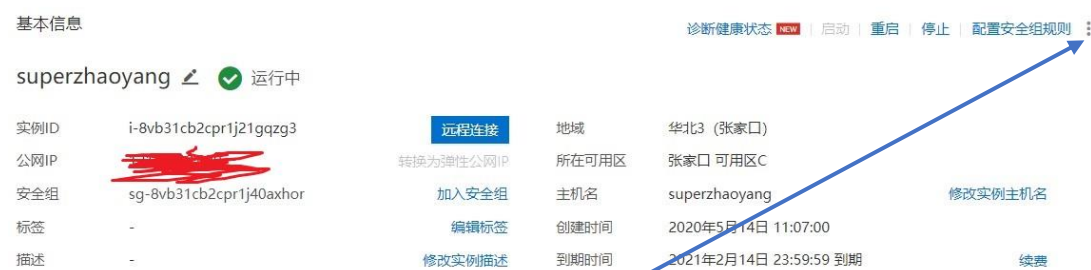 基本信息
诊断健康状态 NEW 启动 重启 停止 配置安全组规则
superzhaoyang 运行中
实例ID i-8vb31cb2cpr1j21gqzg3 远程连接 地域 华北3 (张家口)
公网IP 转换为弹性公网IP 所在可用区 张家口 可用区C
安全组 sg-8vb31cb2cpr1j40axhor 加入安全组 主机名 superzhaoyang 修改实例主机名
标签 - 编辑标签 创建时间 2020年5月14日 11:07:00
描述 - 修改实例描述 到期时间 2021年2月14日 23:59:59 到期 续费